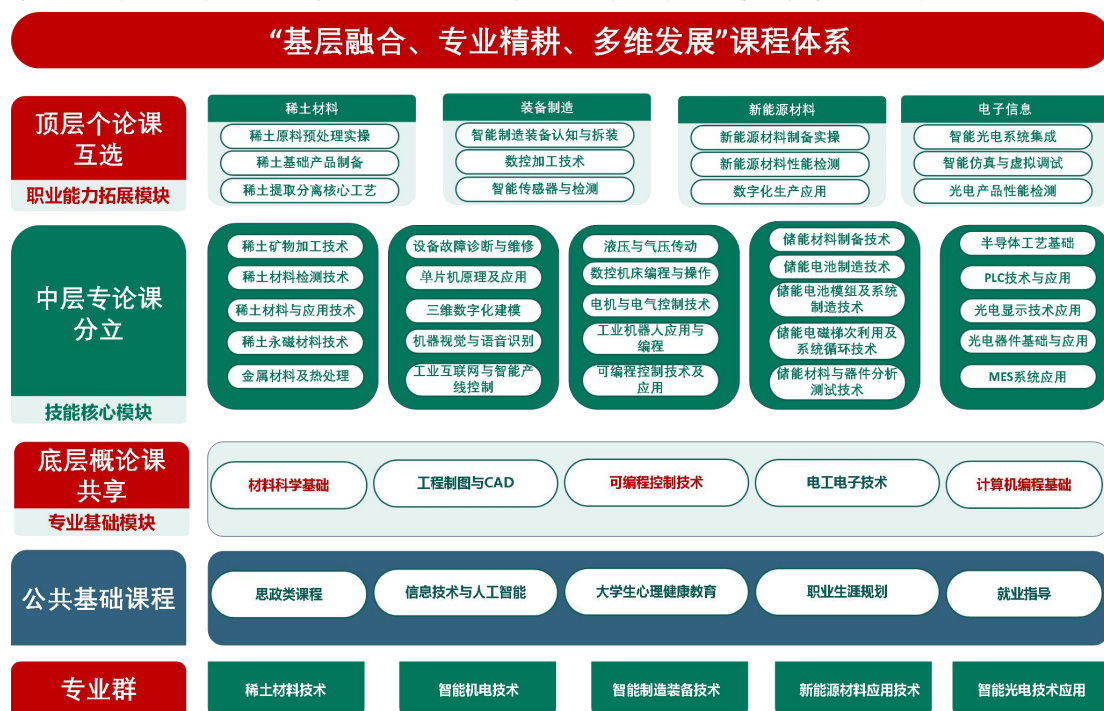 “基层融合、专业精耕、多维发展”课程体系
顶层个论课
互选
职业能力拓展模块
稀土材料
稀土原料预处理实操
稀土基础产品制备
稀土提取分离核心工艺
装备制造
智能制造装备认知与拆装
数控加工技术
智能传感器与检测
新能源材料
新能源材料制备实操
新能源材料性能检测
数字化生产应用
电子信息
智能光电系统集成
智能仿真与虚拟调试
光电产品性能检测
中层专论课
分立
技能核心模块
稀土矿物加工技术
稀土材料检测技术
稀土材料与应用技术
稀土永磁材料技术
金属材料及热处理
设备故障诊断与维修
单片机原理及应用
三维数字化建模
机器视觉与语音识别
工业互联网与智能产
线控制
液压与气压传动
数控机床编程与操作
电机与电气控制技术
工业机器人应用与
编程
可编程控制技术及
应用
储能材料制备技术
储能电池制造技术
储能电池模组及系统
制造技术
储能电磁梯次利用及
系统循环技术
储能材料与器件分析
测试技术
半导体工艺基础
PLC技术与应用
光电显示技术应用
光电器件基础与应用
MES系统应用
底层概论课
共享
专业基础模块
材料科学基础
工程制图与CAD
可编程控制技术
电工电子技术
计算机编程基础
公共基础课程
思政类课程
信息技术与人工智能
大学生心理健康教育
职业生涯规划
就业指导
专业群
稀土材料技术
智能机电技术
智能制造装备技术
新能源材料应用技术
智能光电技术应用